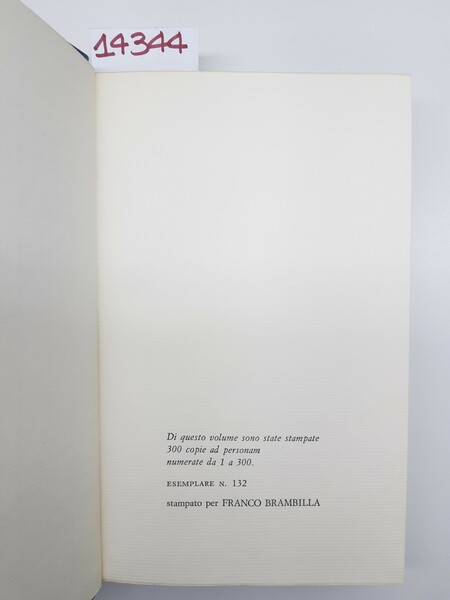 14344
Di questo volume sono state stampate
300 copie ad personam
numerate da 1 a 300.
ESEMPLARE N. 132
stampato per FRANCO BRAMBILLA